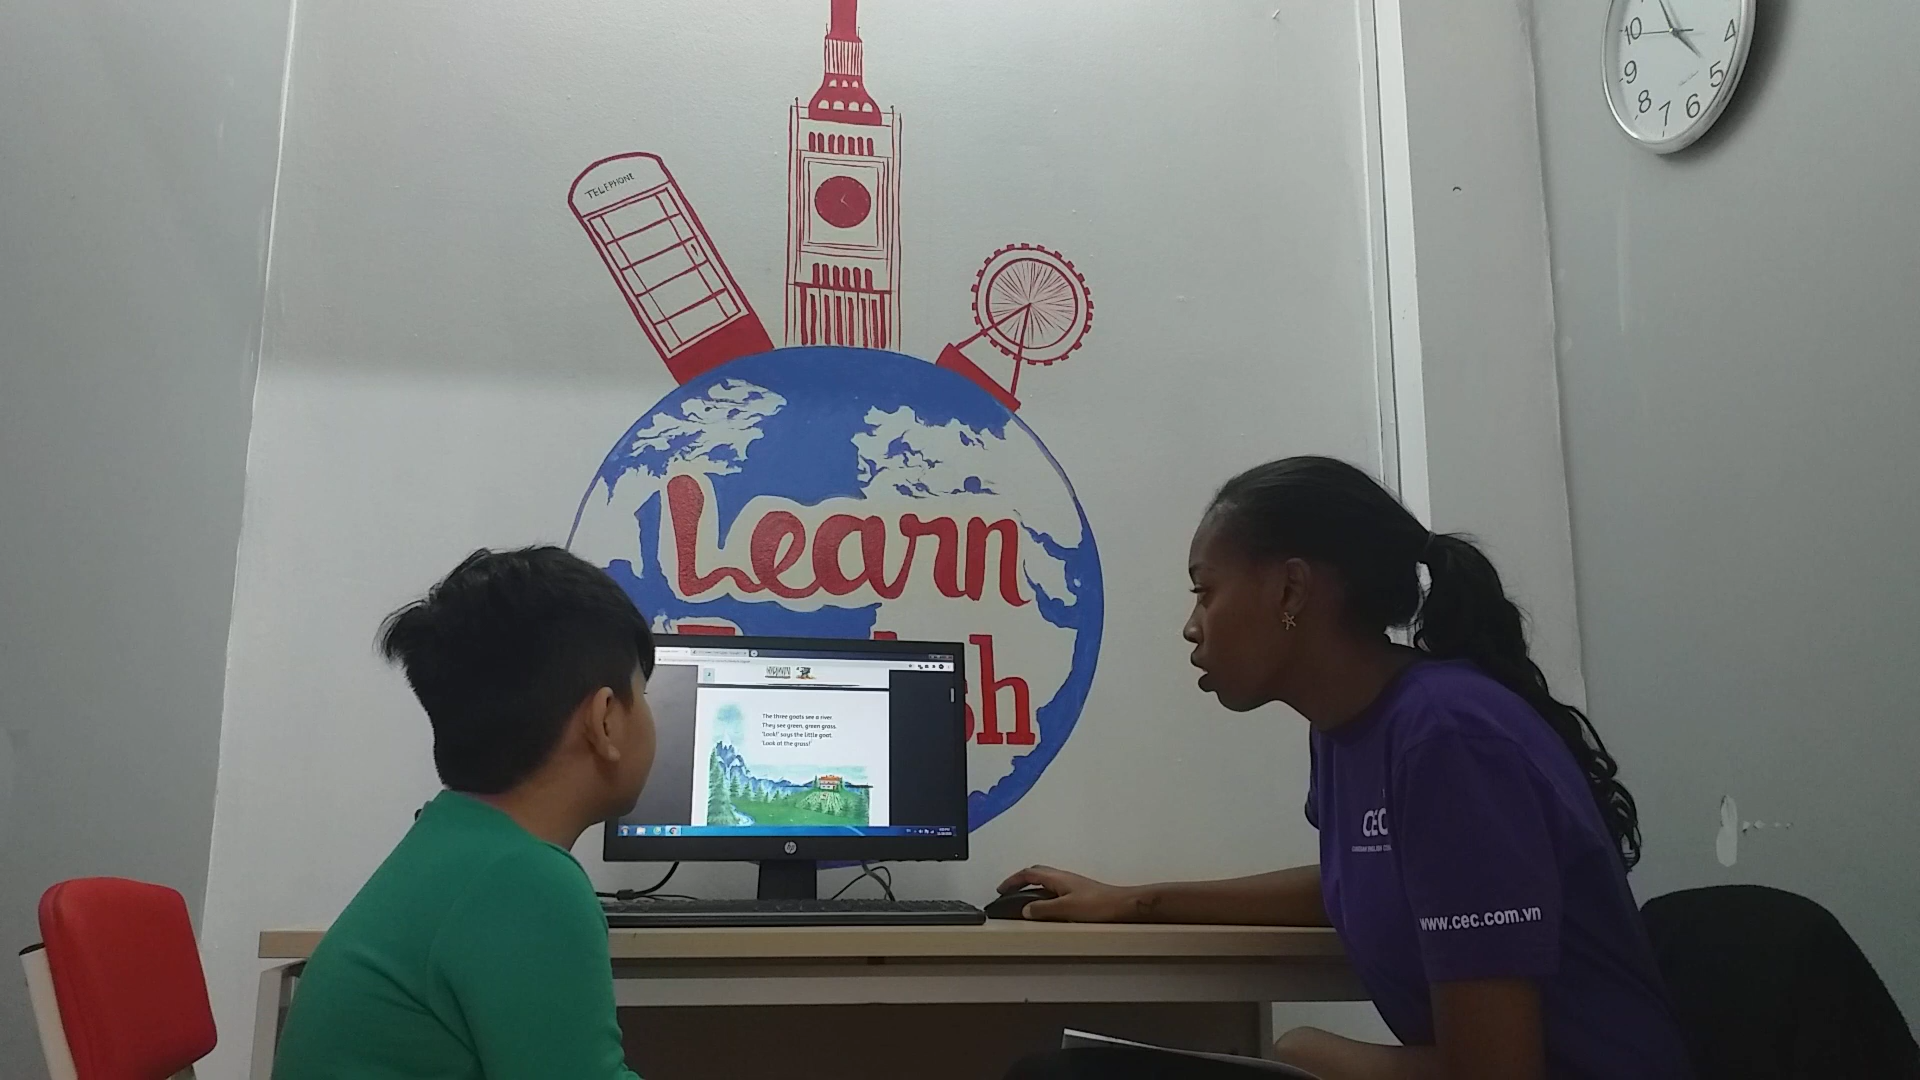 TELEPHONE
10
9
8
7
6
5
4
Learn
sh
The three goats see a river.
They see green, green grass.
'Look!' says the little goat.
'Look at the grass!'
hp
CEC
www.cec.com.vn